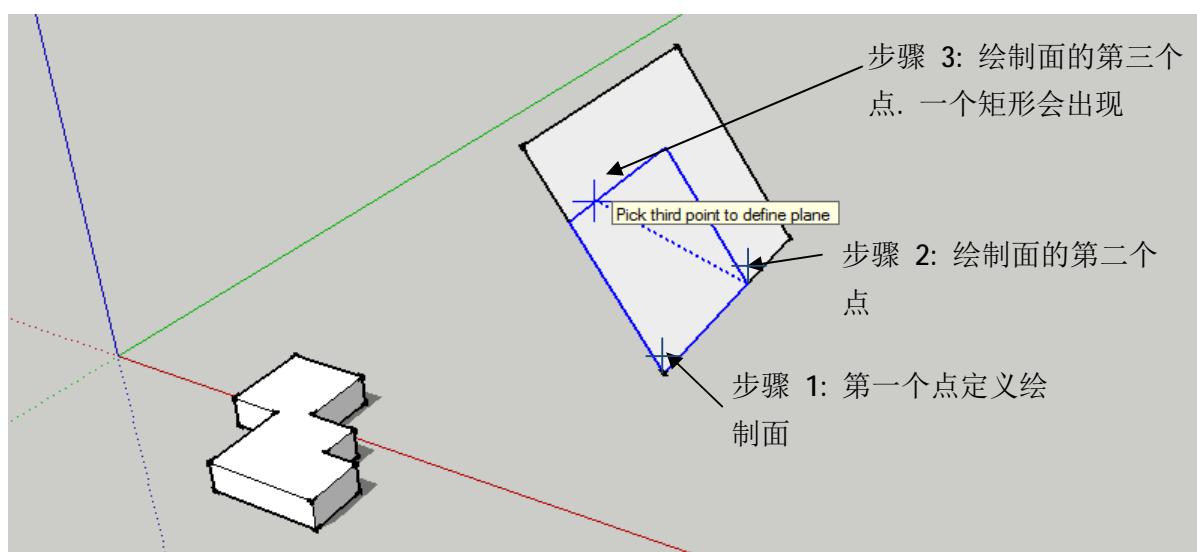 步骤 3: 绘制面的第三个
点. 一个矩形会出现
Pick third point to define plane
步骤 2: 绘制面的第二个
点
步骤 1: 第一个点定义绘
制面